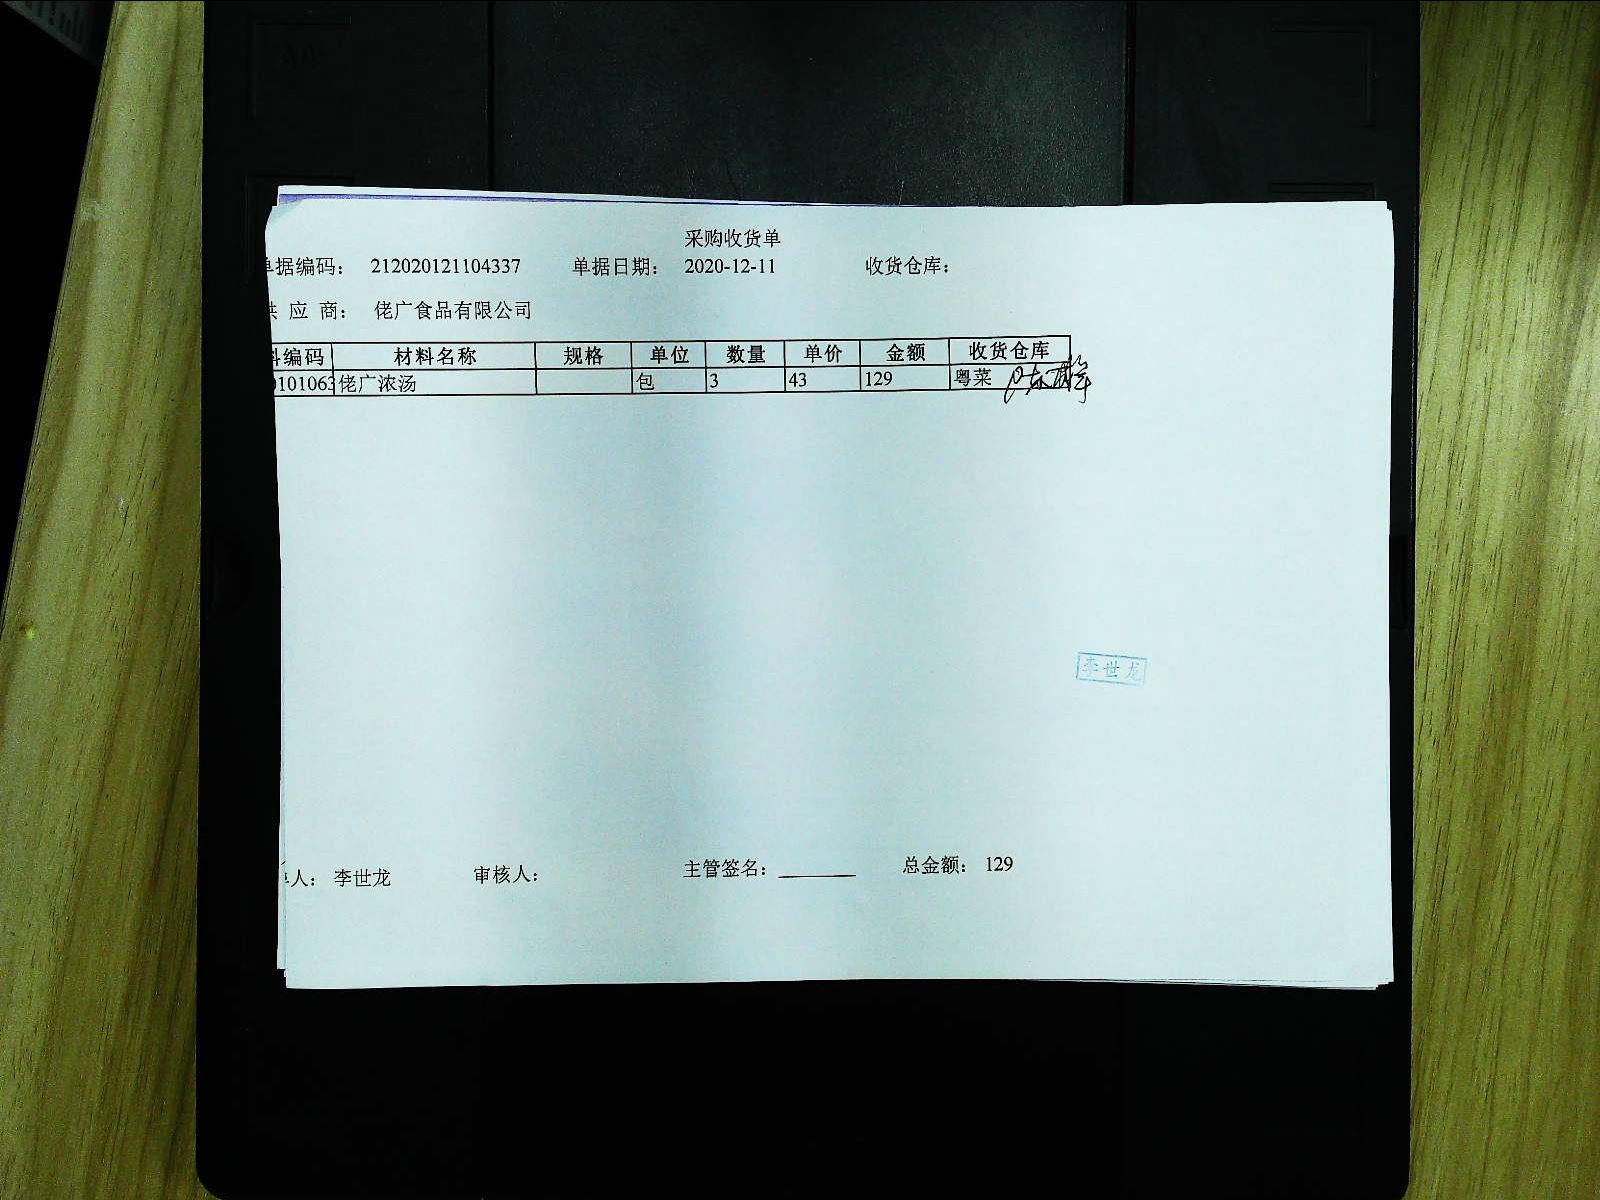 采购收货单
单据编码： 212020121104337 单据日期： 2020-12-11 收货仓库：
供 应 商： 佬广食品有限公司
料编码 材料名称 规格 单位 数量 单价 金额 收货仓库
0101063 佬广浓汤 包 3 43 129 粤菜
李世龙
人： 李世龙 审核人： 主管签名： 总金额： 129